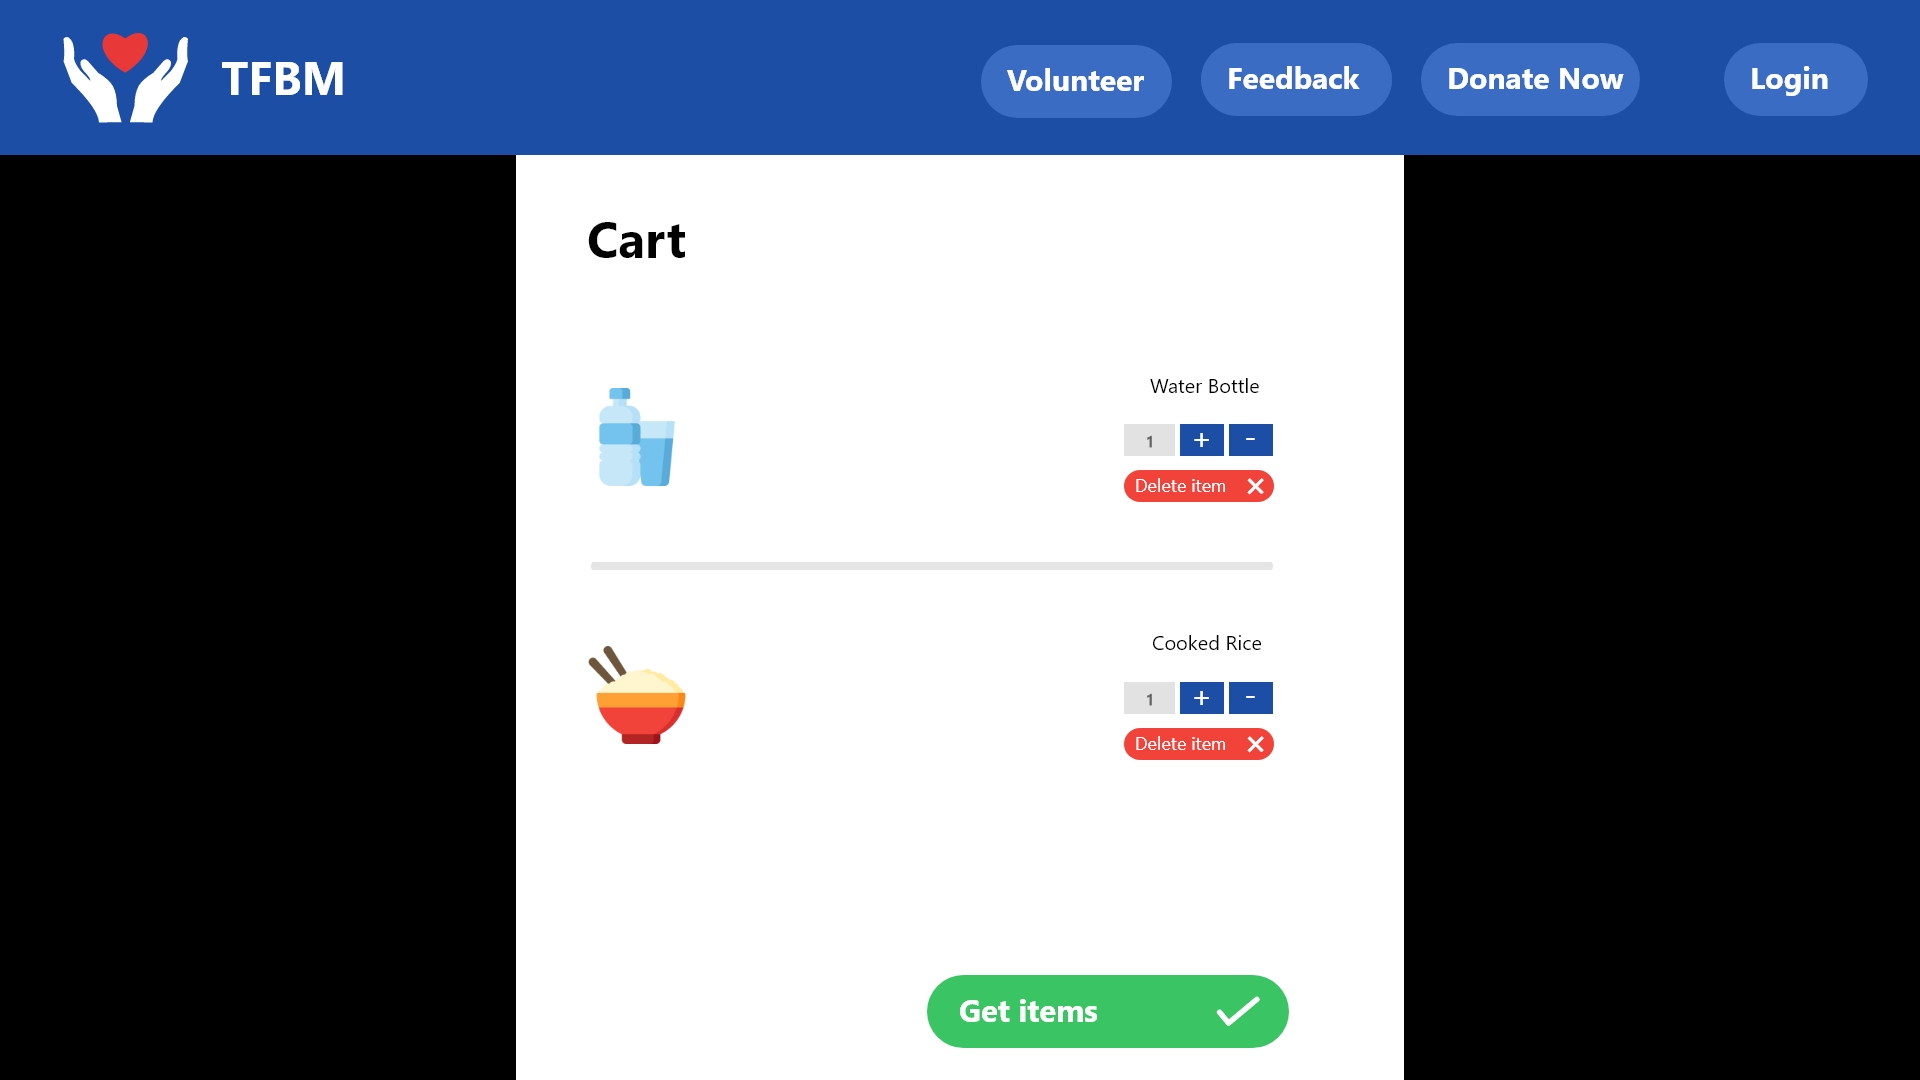 TFBM
Volunteer
Feedback
Donate Now
Login
Cart
Water Bottle
1 + -
Delete item
Cooked Rice
1 + -
Delete item
Get items